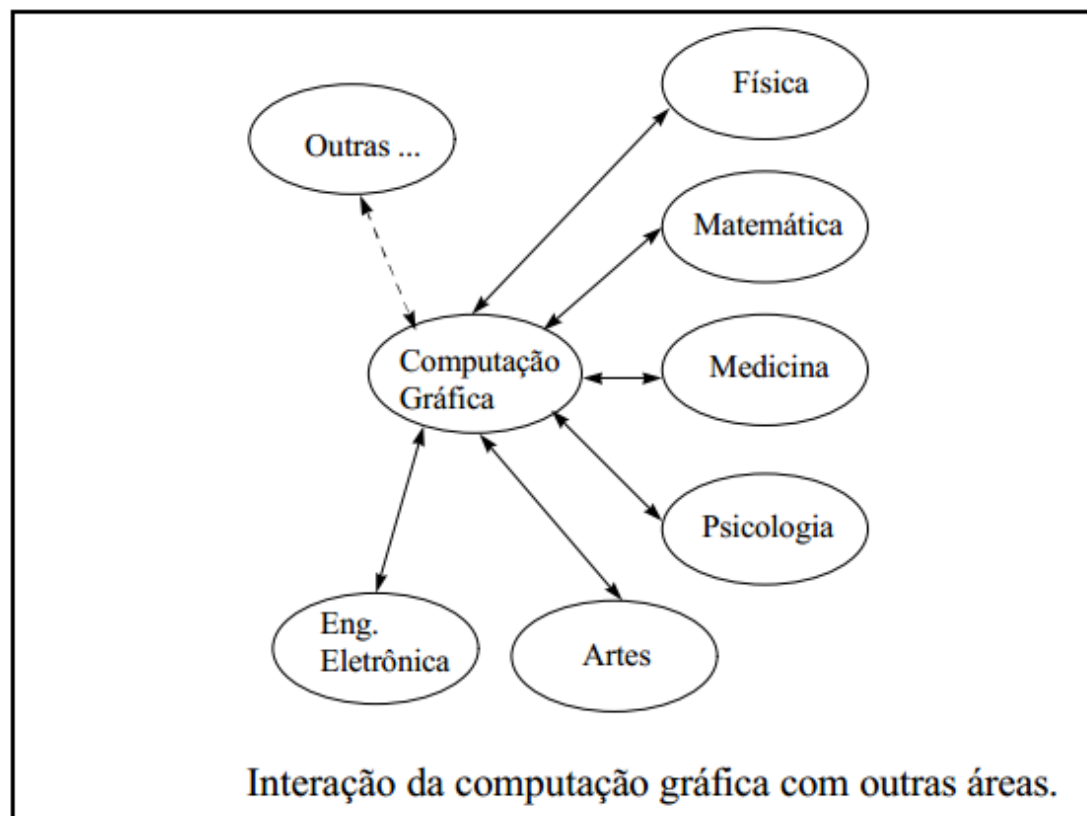 Física
Outras ...
Matemática
Computação
Gráfica
Medicina
Psicologia
Eng.
Eletrônica
Artes
Interação da computação gráfica com outras áreas.